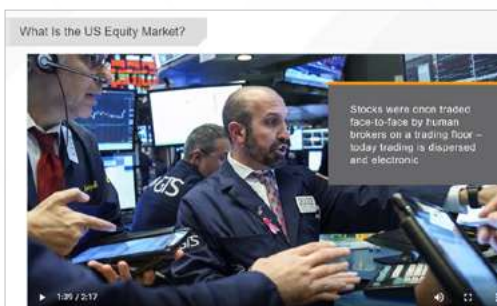 What Is the US Equity Market?
Stocks were once traded
face-to-face by human
brokers on a trading floor –
today trading is dispersed
and electronic
GTS
1:39 / 2:17